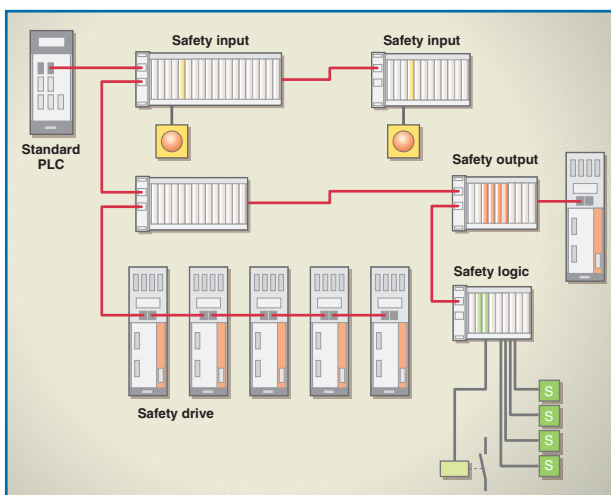 Safety input
Safety input
Standard
PLC
Safety output
Safety logic
Safety drive
S
S
S
S